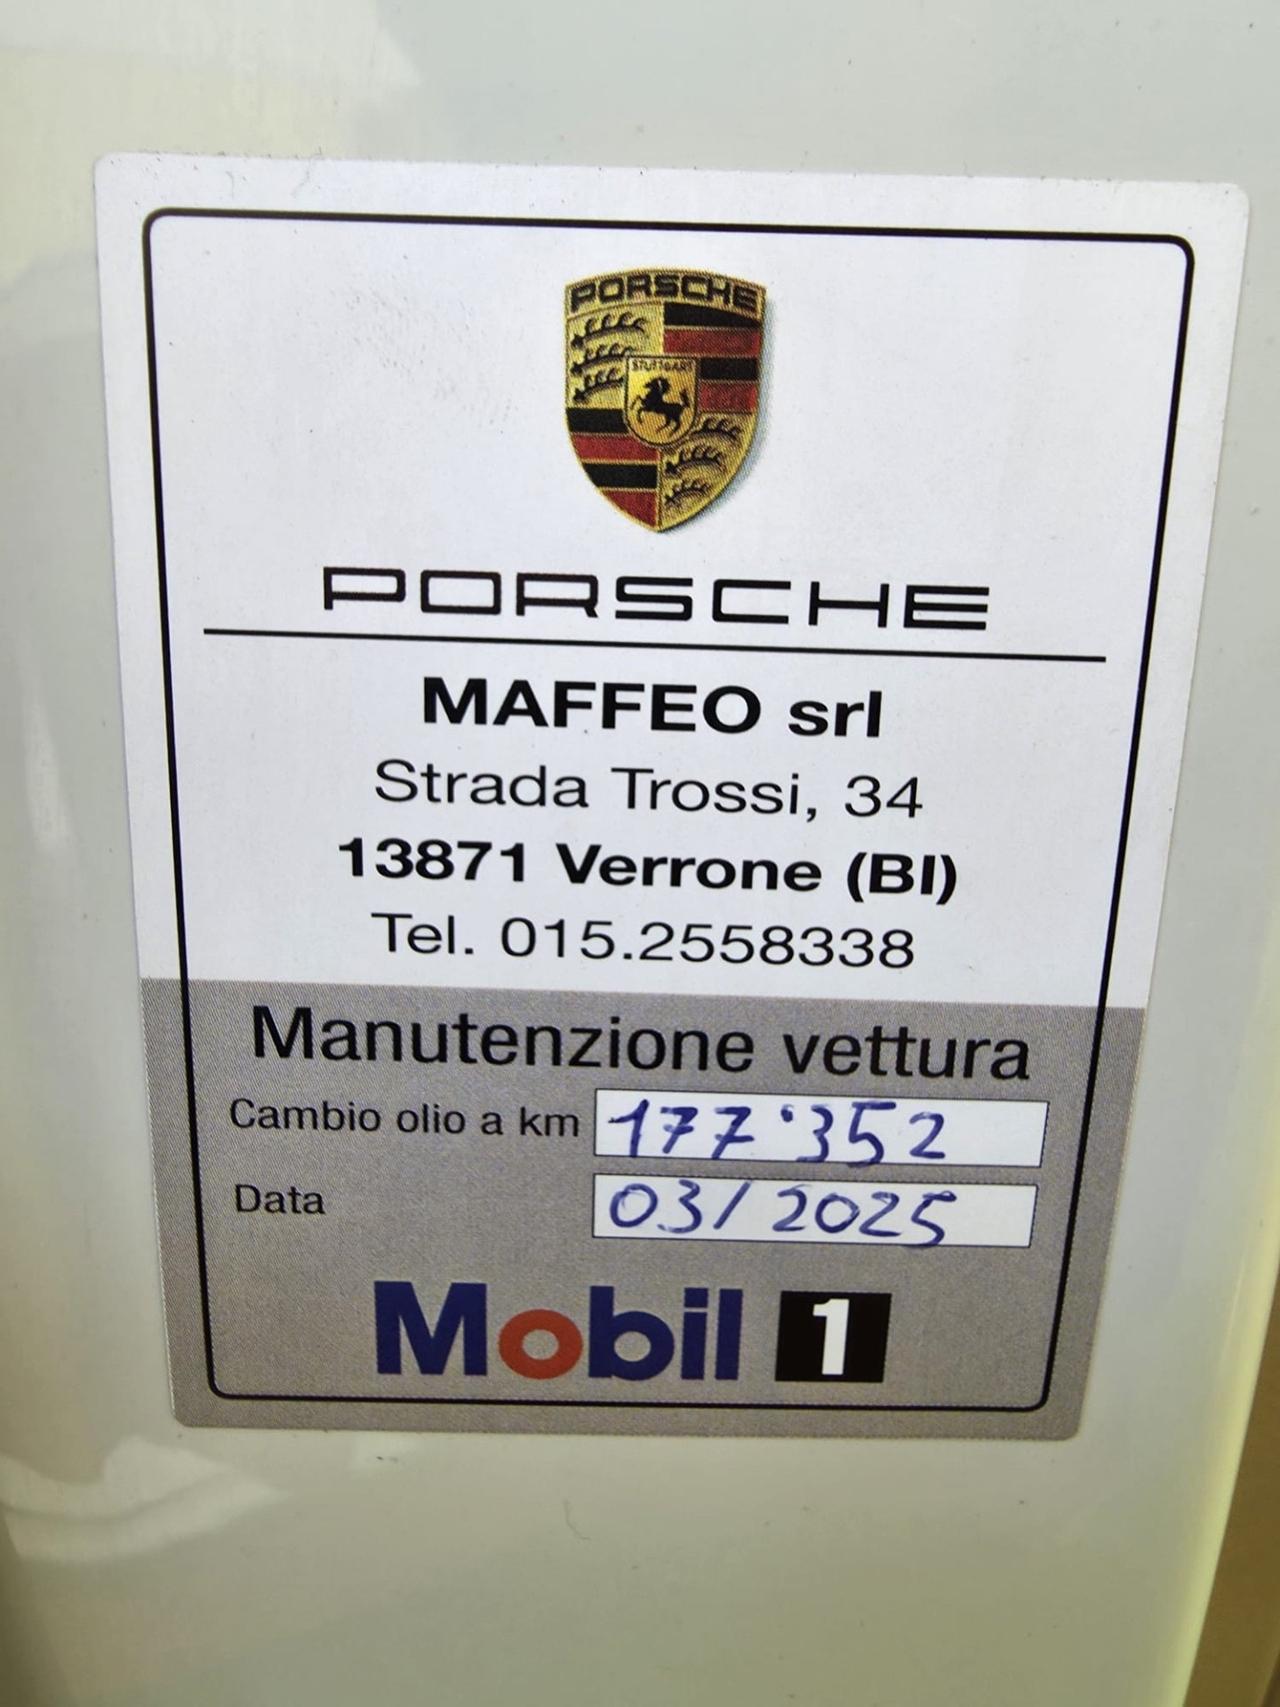 PORSCHE
STUTTGART
PORSCHE
MAFFEO srl
Strada Trossi, 34
13871 Verrone (BI)
Tel. 015.2558338
Manutenzione vettura
Cambio olio a km 177'352
Data 03/2025
Mobil 1